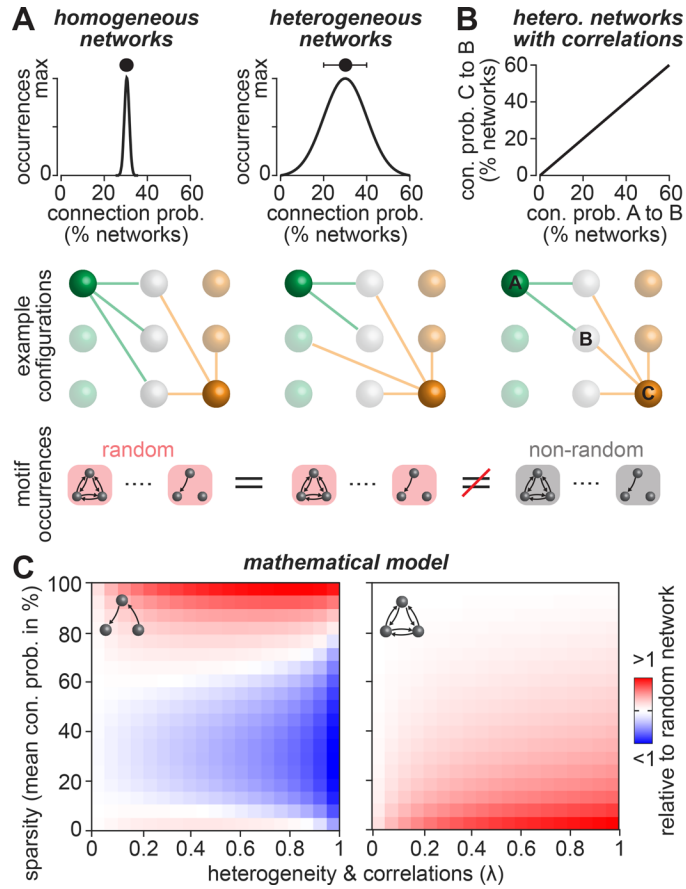 A
homogeneous
networks
occurrences
max
0
0 20 40 60
connection prob.
(% networks)
heterogeneous
networks
occurrences
max
0
0 20 40 60
connection prob.
(% networks)
B
hetero. networks
with correlations
con. prob. C to B
(% networks)
60
40
20
0
0 20 40 60
con. prob. A to B
(% networks)
example
configurations
A
B
C
motif
occurrences
random
.... = .... ≠ ....
non-random
C
mathematical model
sparsity (mean con. prob. in %)
100
80
60
40
20
0
0 0.2 0.4 0.6 0.8 1
0 0.2 0.4 0.6 0.8 1
heterogeneity & correlations (λ)
>1
<1
relative to random network